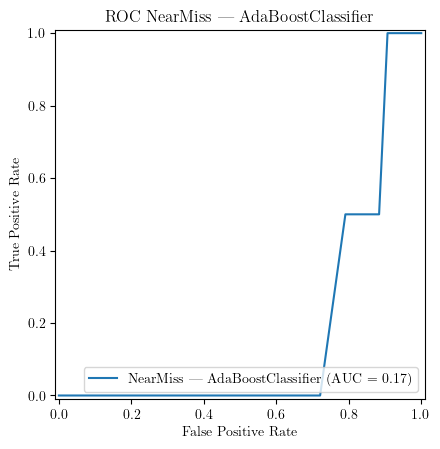 ROC NearMiss — AdaBoostClassifier
True Positive Rate
1.0
0.8
0.6
0.4
0.2
0.0
NearMiss — AdaBoostClassifier (AUC = 0.17)
0.0 0.2 0.4 0.6 0.8 1.0
False Positive Rate